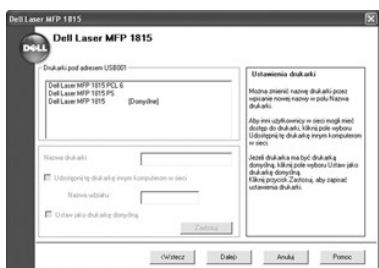 Dell Laser MFP 1815
Dell Laser MFP 1815
DELL
Drukarki pod adresem USB001
Dell Laser MFP 1815 PCL 6
Dell Laser MFP 1815 PS
Dell Laser MFP 1815 [Domyślne]
Nazwa drukarki
Udostępnij tę drukarkę innym komputerom w sieci
Nazwa udziału
Ustaw jako drukarkę domyślną.
Zastosuj
Ustawienia drukarki
Można zmienić nazwę drukarki przez
wpisanie nowej nazwy w polu Nazwa
drukarki.
Aby inni użytkownicy w sieci mogli mieć
dostęp do drukarki, kliknij pole wyboru
Udostępnij tę drukarkę innym komputerom
w sieci.
Jeżeli drukarka ma być drukarką
domyślną, kliknij pole wyboru Ustaw jako
drukarkę domyślną.
Kliknij przycisk Zastosuj, aby zapisać
ustawienia drukarki.
<Wstecz
Dalej>
Anuluj
Pomoc